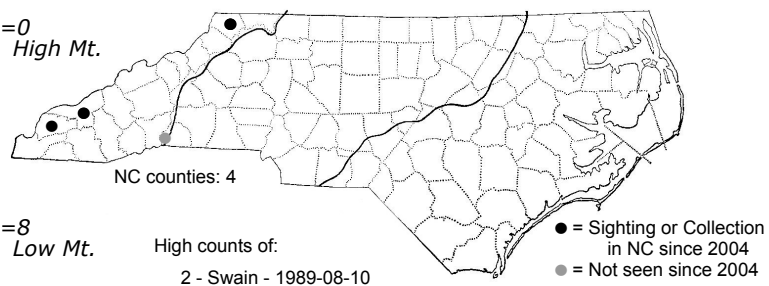 =0
High Mt.
NC counties: 4
=8
Low Mt.
High counts of:
2 - Swain - 1989-08-10
● = Sighting or Collection
in NC since 2004
● = Not seen since 2004